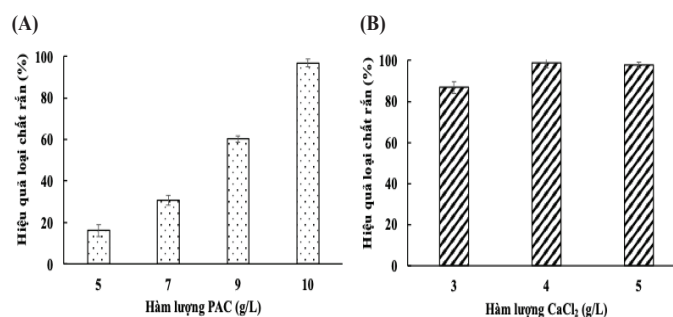 (A)
Hiệu quả loại chất rắn (%)
100
80
60
40
20
0
5 7 9 10
Hàm lượng PAC (g/L)
(B)
Hiệu quả loại chất rắn (%)
100
80
60
40
20
0
3 4 5
Hàm lượng CaCl₂ (g/L)